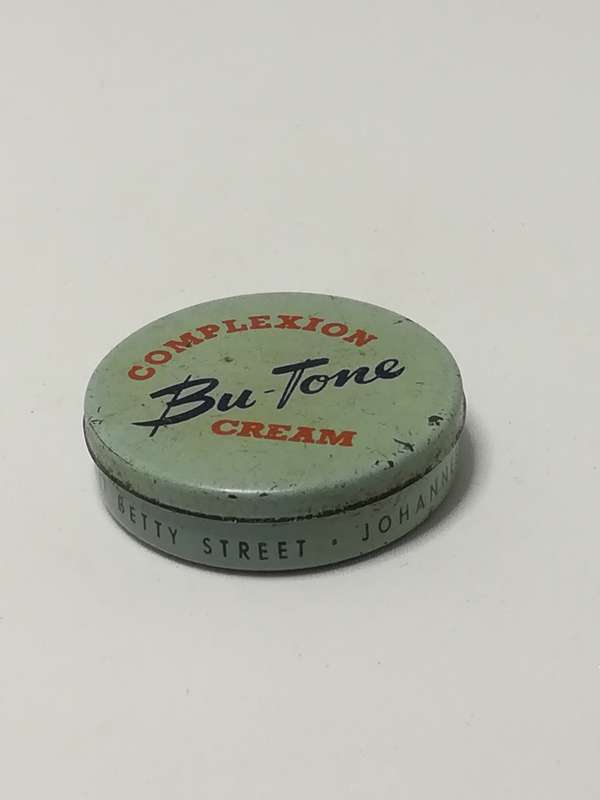 COMPLEXION
Bu-Tone
CREAM
BETTY STREET • JOHANNE